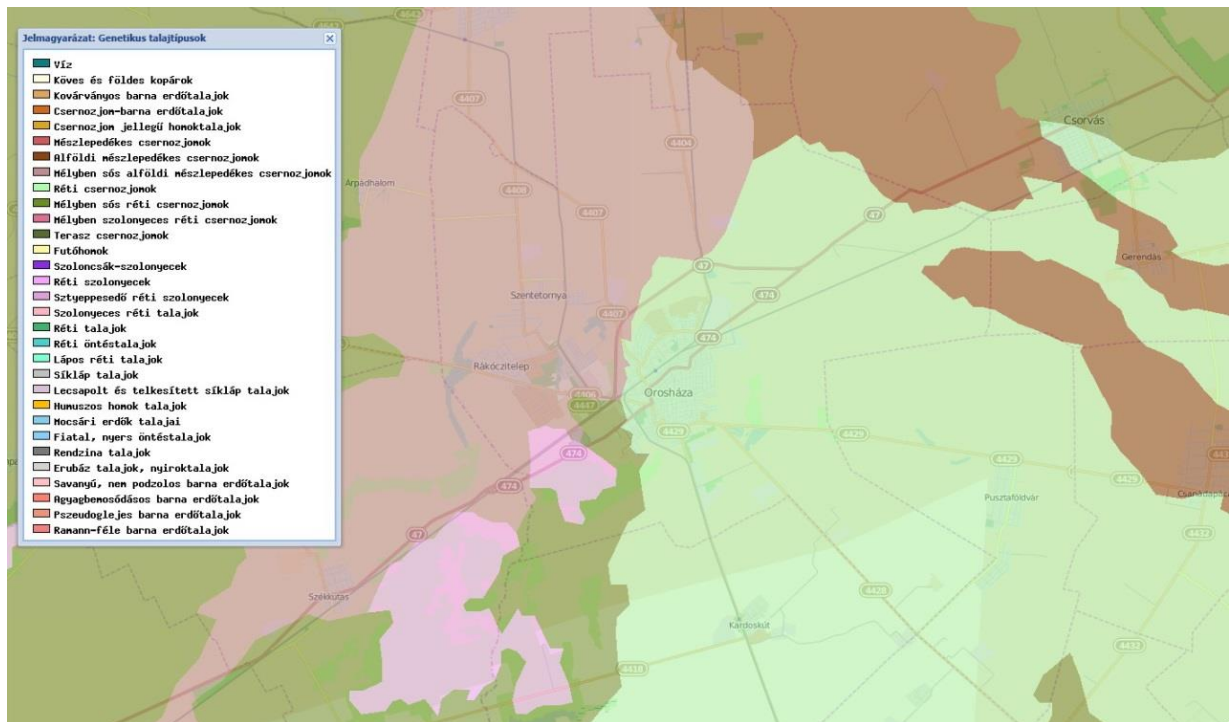 Jelmagyarázat: Genetikus talajtípusok
Víz
Köves és földes kopárok
Kovárványos barna erdőtalajok
Csernozjom-barna erdőtalajok
Csernozjom jellegű homoktalajok
Mészlepedékes csernozjomok
Alföldi mészlepedékes csernozjomok
Mélyben sós alföldi mészlepedékes csernozjomok
Réti csernozjomok
Mélyben sós réti csernozjomok
Mélyben szolonyeces réti csernozjomok
Terasz csernozjomok
Futóhomok
Szoloncsák-szolonyecek
Réti szolonyecek
Sztyeppesedő réti szolonyecek
Szolonyeces réti talajok
Réti talajok
Réti öntéstalajok
Lápos réti talajok
Síkláp talajok
Lecsapolt és telkesített síkláp talajok
Humuszos homok talajok
Mocsári erdők talajai
Fiatal, nyers öntéstalajok
Rendzina talajok
Erubáz talajok, nyiroktalajok
Savanyú, nem podzolos barna erdőtalajok
Agyagbemosódásos barna erdőtalajok
Pszeudoglejes barna erdőtalajok
Ramann-féle barna erdőtalajok
4407
4404
Csorvás
Árpádhalom
4408
4407
47
Gerendás
47
Szentetornya
474
4407
474
Rákóczitelep
4406
4447
Orosháza
4429
4429
474
4429
4429
474
Pusztaföldvár
47
4432
Székkutas
4428
Kardoskút
4432
4418